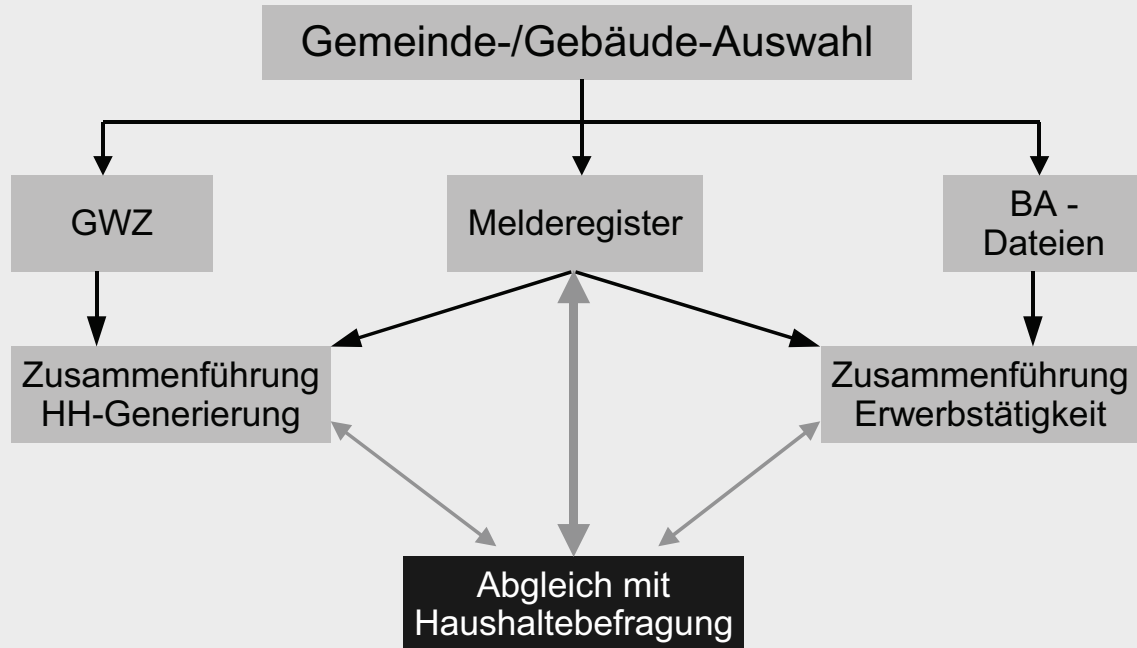 Gemeinde-/Gebäude-Auswahl
GWZ
Melderegister
BA -
Dateien
Zusammenführung
HH-Generierung
Zusammenführung
Erwerbstätigkeit
Abgleich mit
Haushaltebefragung